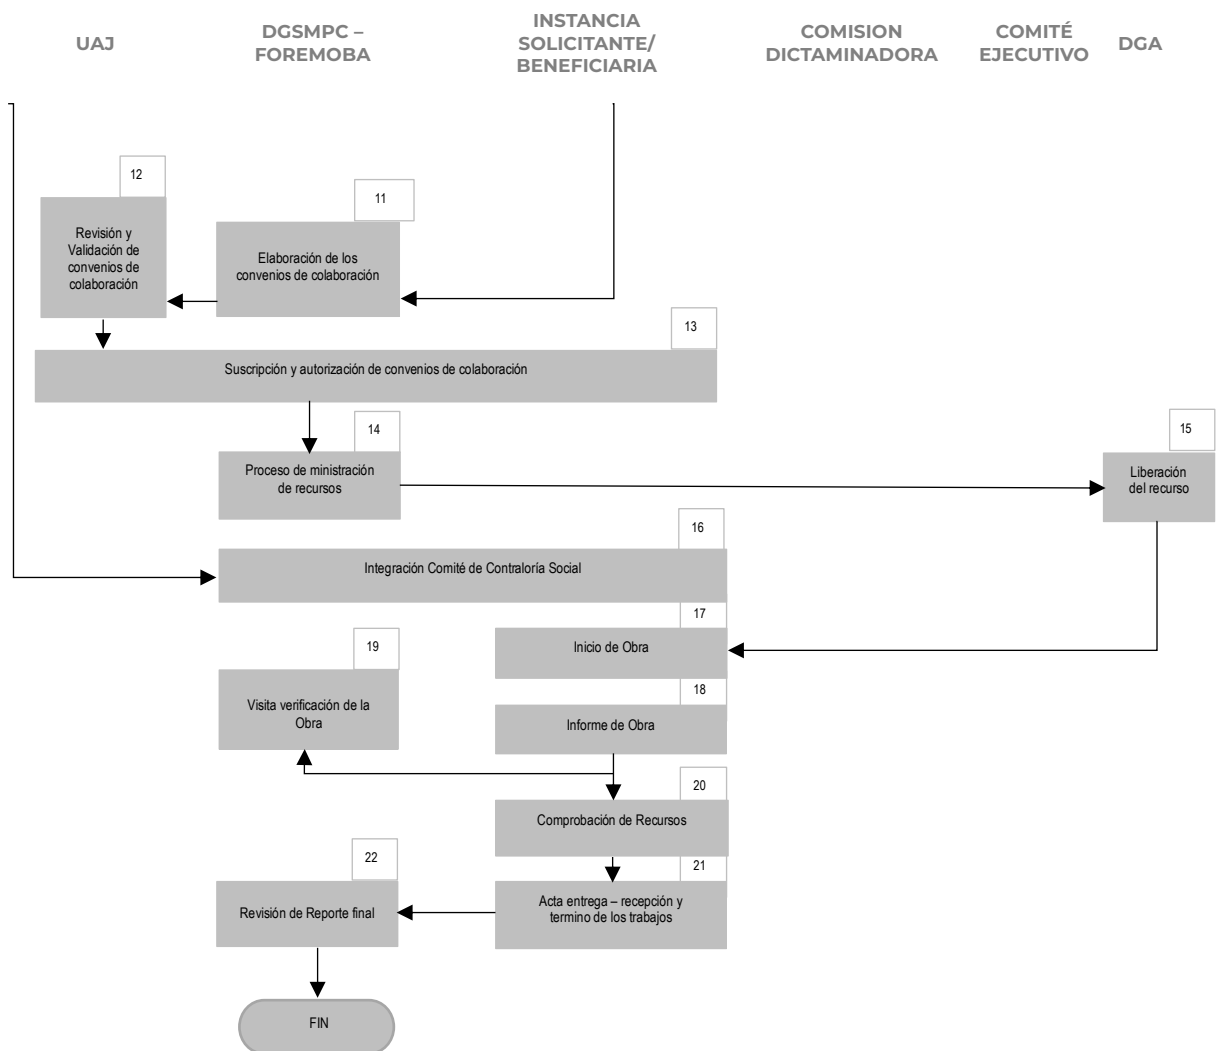 UAJ
DGSMPC –
FOREMOBA
INSTANCIA
SOLICITANTE/
BENEFICIARIA
COMISION
DICTAMINADORA
COMITÉ
EJECUTIVO
DGA
12
Revisión y
Validación de
convenios de
colaboración
11
Elaboración de los
convenios de colaboración
13
Suscripción y autorización de convenios de colaboración
14
Proceso de ministración
de recursos
15
Liberación
del recurso
16
Integración Comité de Contraloría Social
17
Inicio de Obra
19
Visita verificación de la
Obra
18
Informe de Obra
20
Comprobación de Recursos
21
Acta entrega – recepción y
termino de los trabajos
22
Revisión de Reporte final
FIN